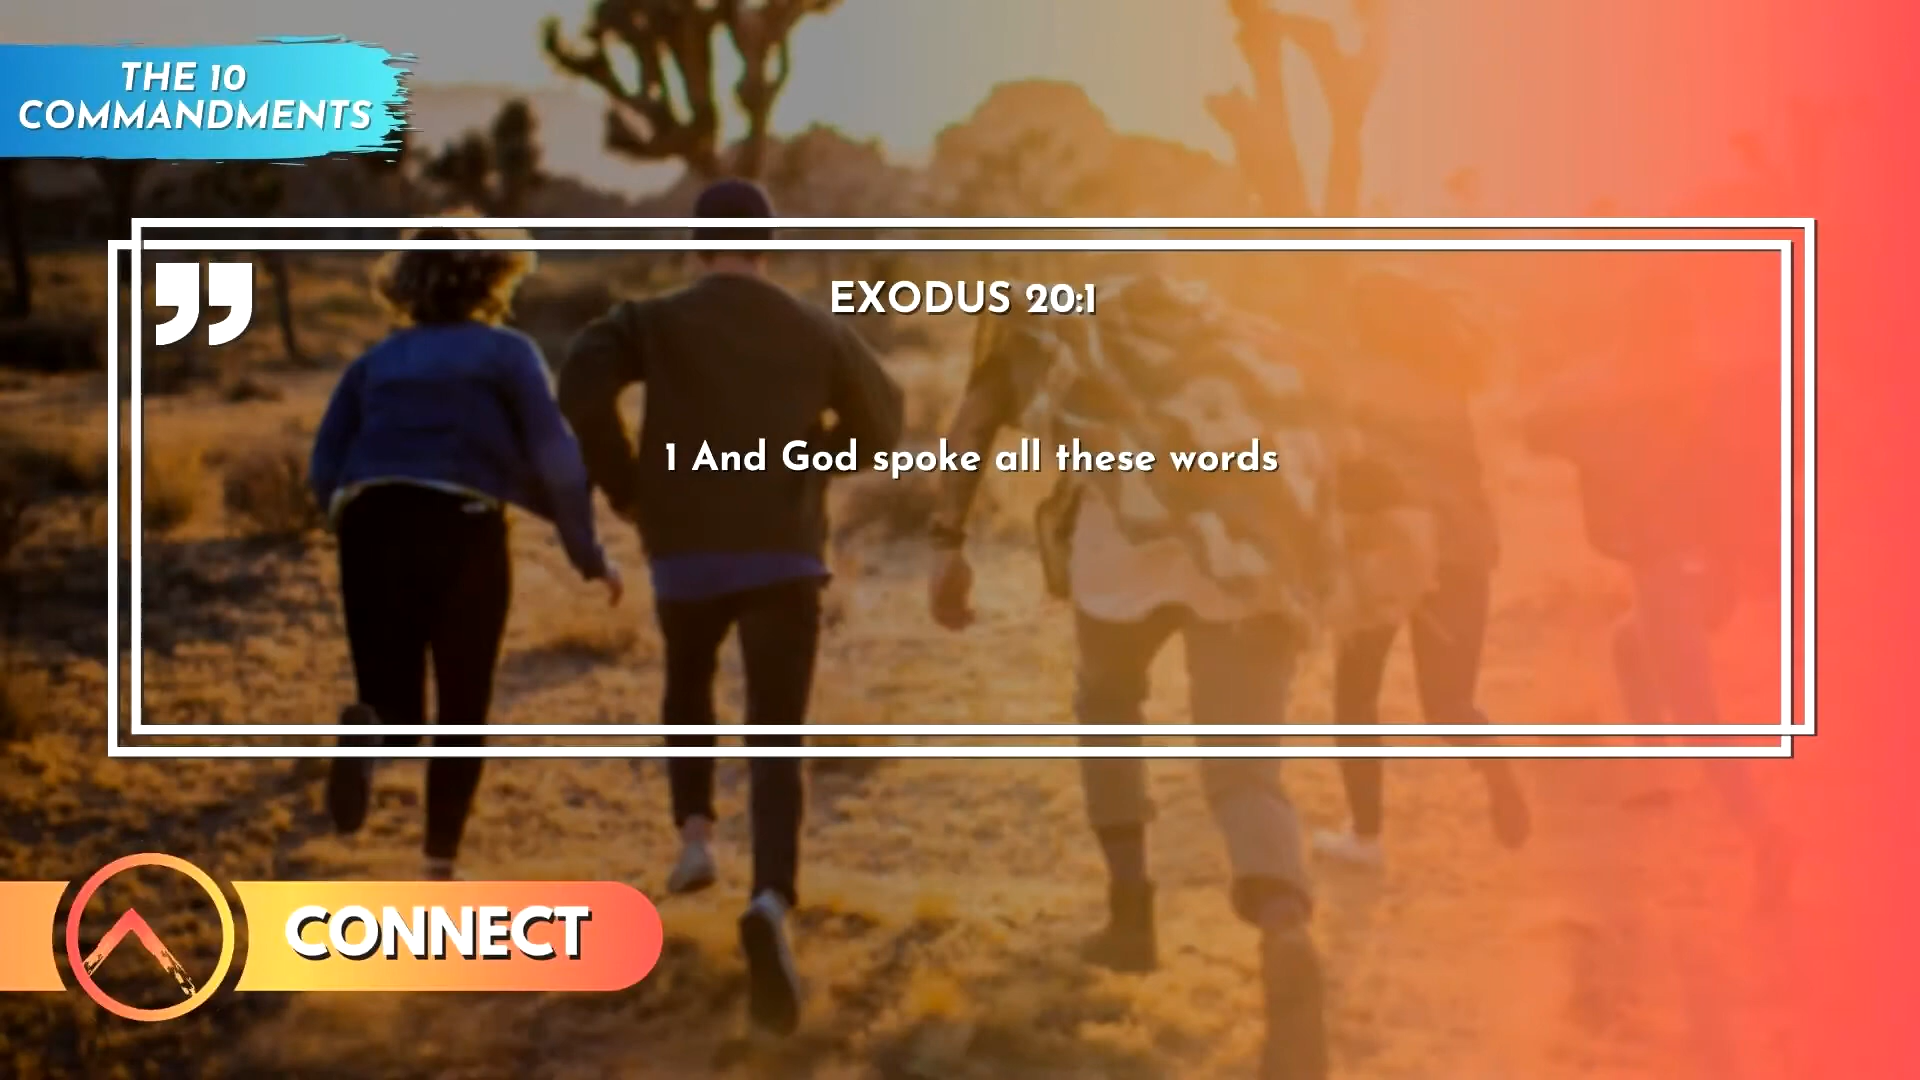 THE 10
COMMANDMENTS
EXODUS 20:1
1 And God spoke all these words
CONNECT